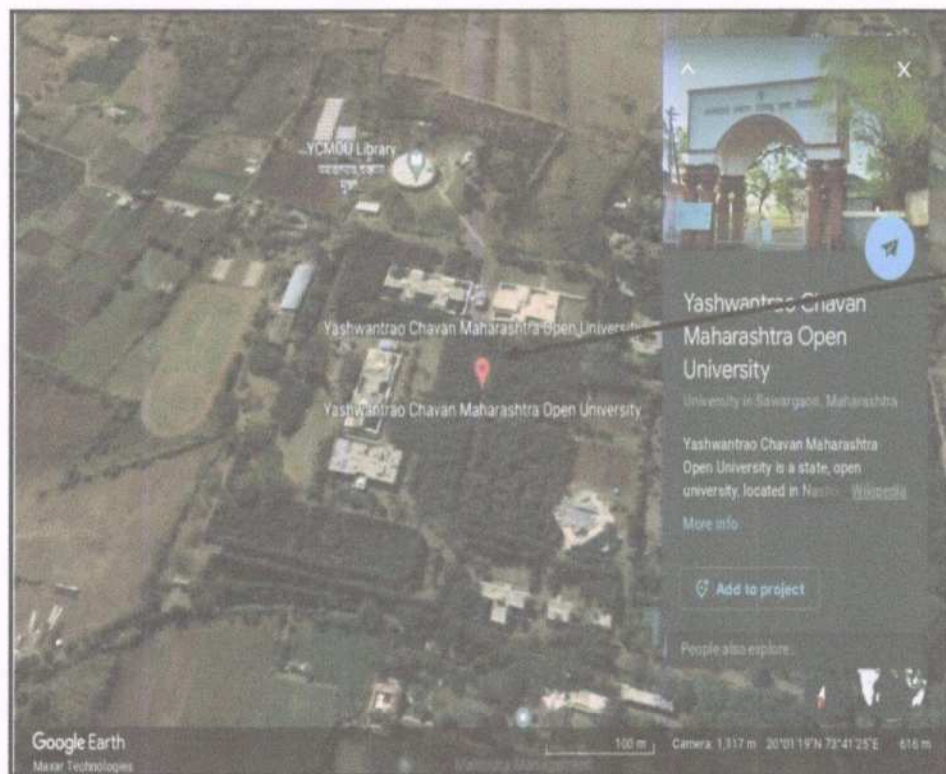 YCMOU Library
Yashwantrao Chavan Maharashtra Open University
Yashwantrao Chavan Maharashtra Open University
X
Yashwantrao Chavan
Maharashtra Open
University
University in Sawargaon, Maharashtra
Yashwantrao Chavan Maharashtra
Open University is a state, open
university, located in Nashi... Wikipedia
More info
Add to project
People also explore...
Google Earth
Maxar Technologies
100 m
Camera: 1,317 m 20°01'19"N 73°41'25"E 616 m